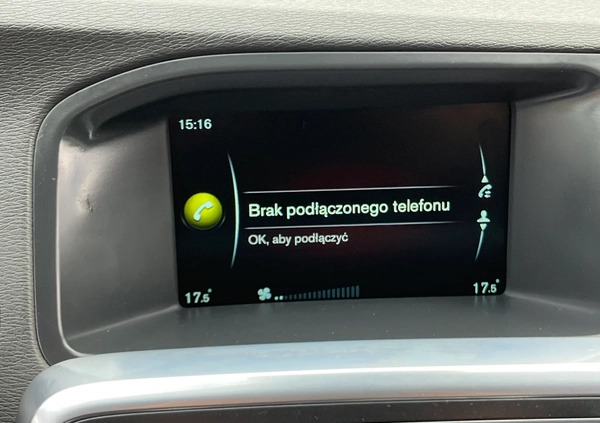 15:16
Brak podłączonego telefonu
OK, aby podłączyć
17.5° 17.5°